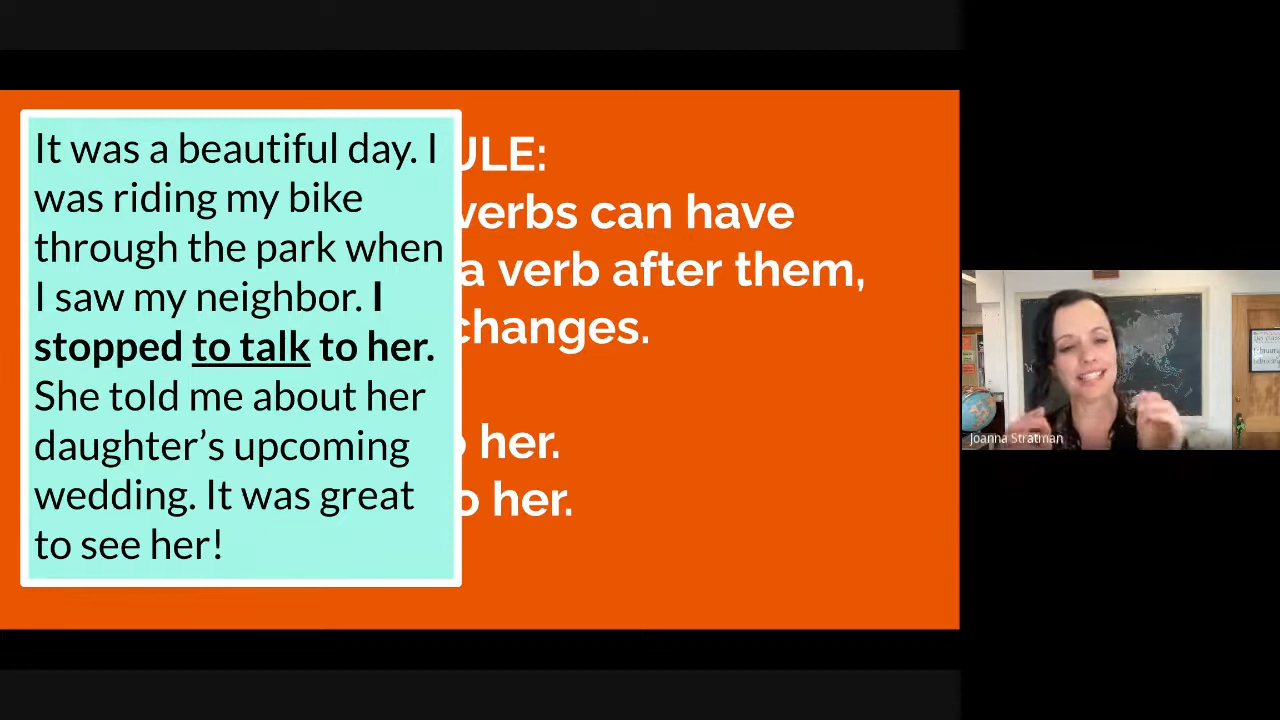 It was a beautiful day. I
was riding my bike
through the park when
I saw my neighbor. I
stopped to talk to her.
She told me about her
daughter's upcoming
wedding. It was great
to see her!
ULE:
verbs can have
a verb after them,
changes.
her.
her.
Joanna Stratman